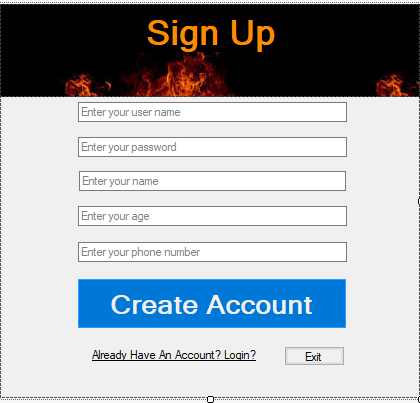 Sign Up
Enter your user name
Enter your password
Enter your name
Enter your age
Enter your phone number
Create Account
Already Have An Account? Login?
Exit